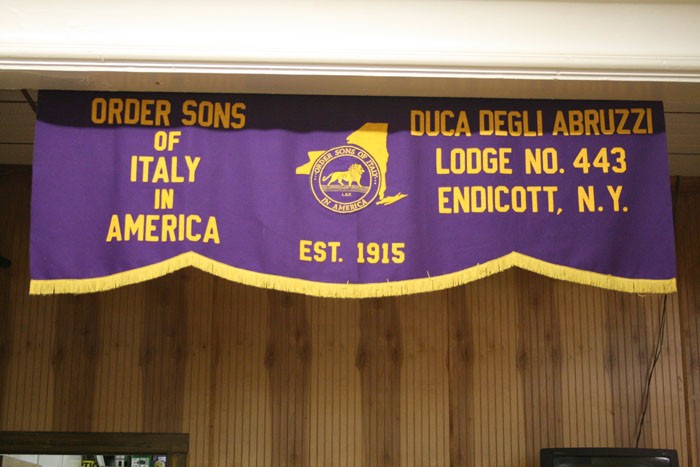 ORDER SONS
OF
ITALY
IN
AMERICA
ORDER SONS OF ITALY
IN AMERICA
EST. 1915
DUCA DEGLI ABRUZZI
LODGE NO. 443
ENDICOTT, N.Y.